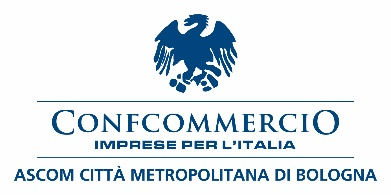 CONFCOMMERCIO
IMPRESE PER L'ITALIA
ASCOM CITTÀ METROPOLITANA DI BOLOGNA